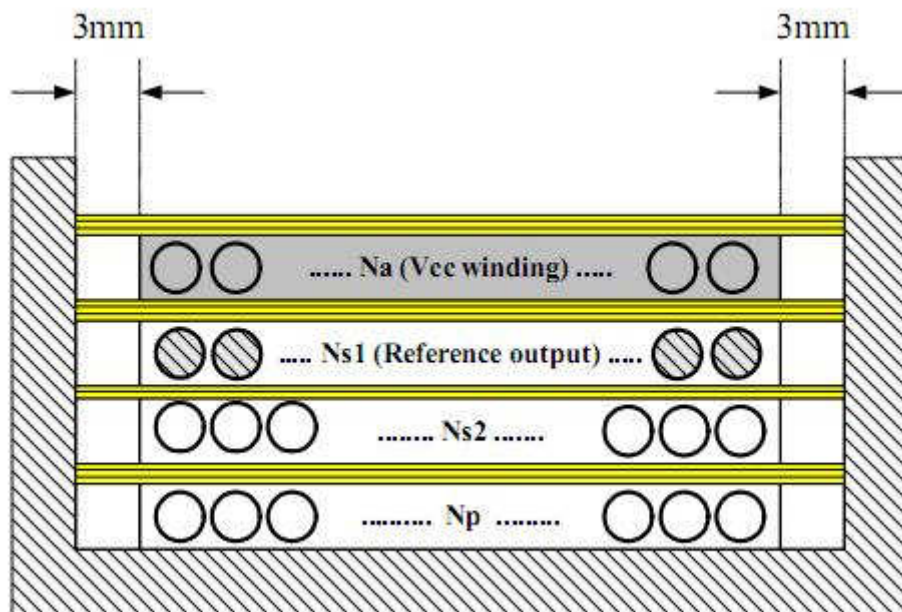 3mm 3mm
...... Na (Vcc winding) .....
..... Ns1 (Reference output) .....
........ Ns2 .......
.......... Np .........